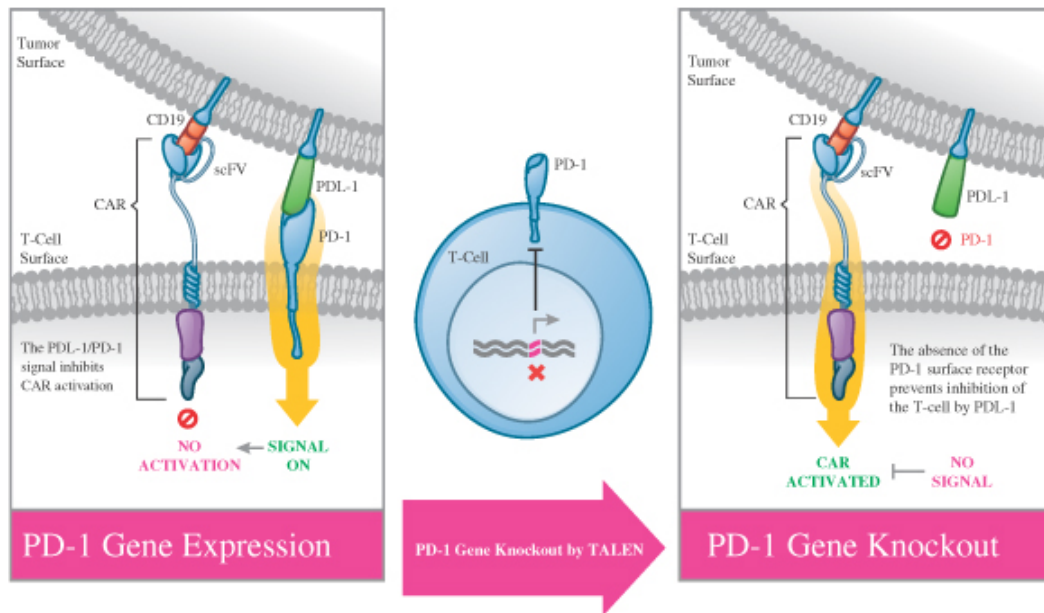 Tumor
Surface
CD19
scFV
PDL-1
CAR
PD-1
T-Cell
Surface
The PDL-1/PD-1
signal inhibits
CAR activation
NO
ACTIVATION
SIGNAL
ON
PD-1 Gene Expression
PD-1
T-Cell
PD-1 Gene Knockout by TALEN
Tumor
Surface
CD19
scFV
CAR
PDL-1
PD-1
T-Cell
Surface
The absence of the
PD-1 surface receptor
prevents inhibition of
the T-cell by PDL-1
CAR
ACTIVATED
NO
SIGNAL
PD-1 Gene Knockout